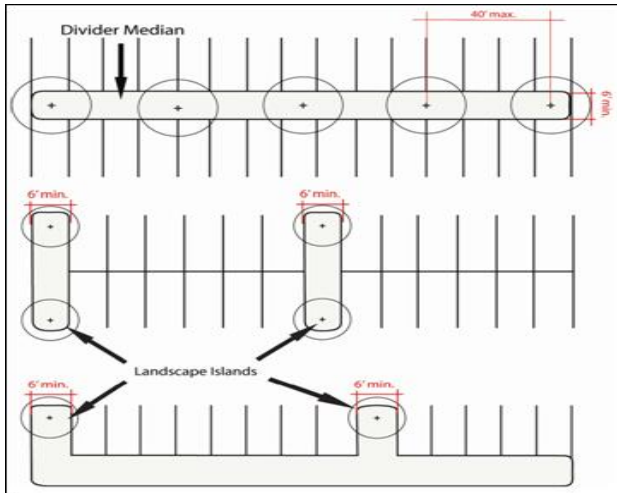 Divider Median
40' max.
6' min.
6' min.
6' min.
Landscape Islands
6' min.
6' min.